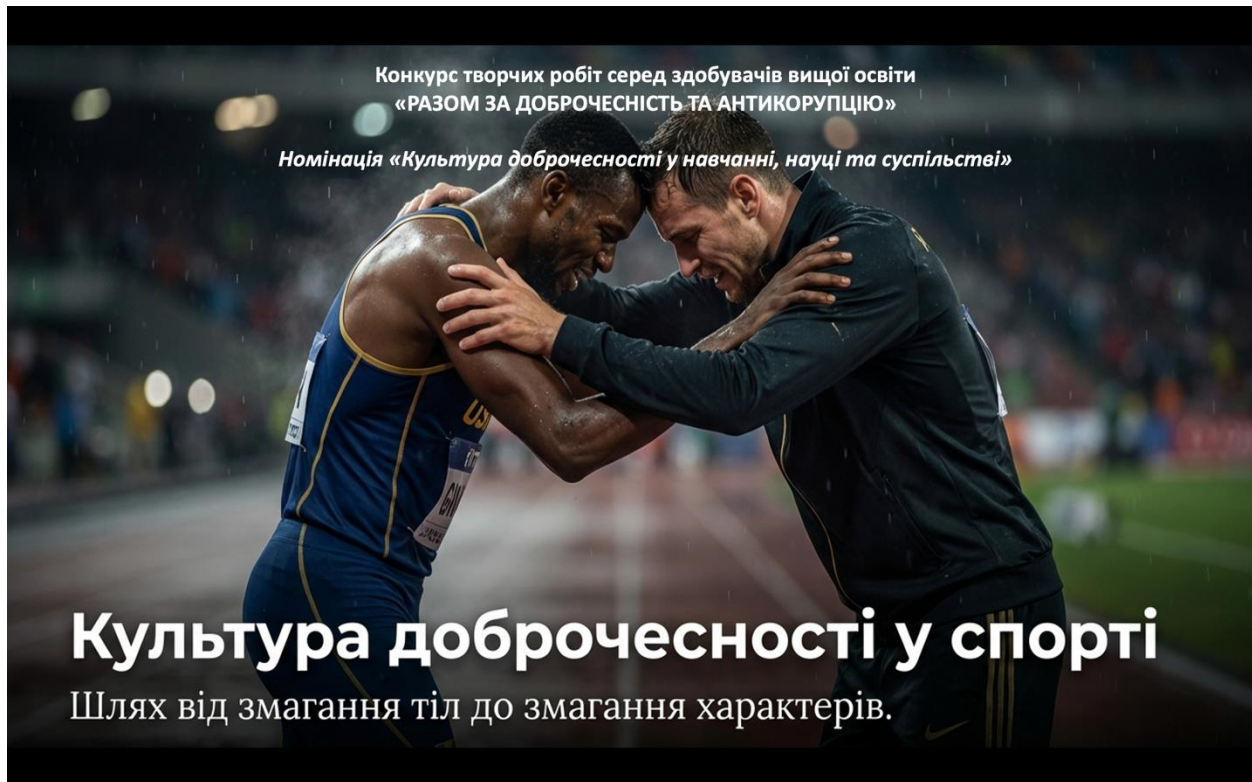 Конкурс творчих робіт серед здобувачів вищої освіти
«РАЗОМ ЗА ДОБРОЧЕСНІСТЬ ТА АНТИКОРУПЦІЮ»
Номінація «Культура доброчесності у навчанні, науці та суспільстві»
Культура доброчесності у спорті
Шлях від змагання тіл до змагання характерів.